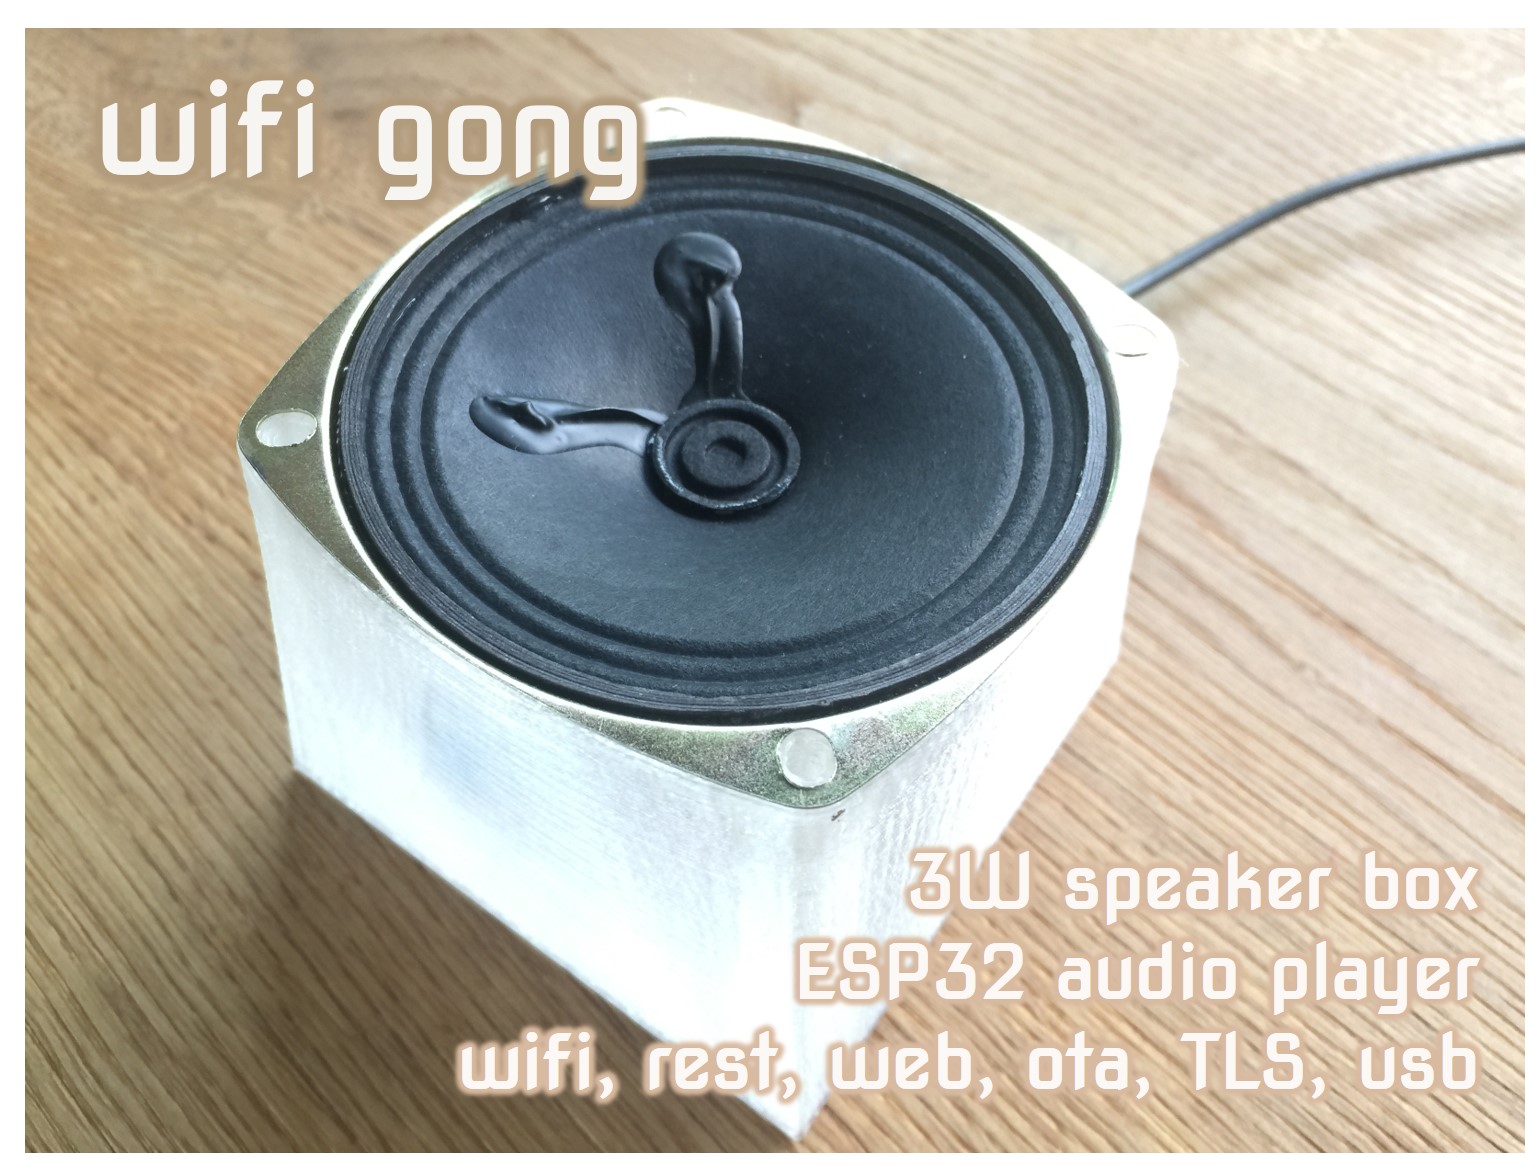 wifi gong
3W speaker box
ESP32 audio player
wifi, rest, web, ota, TLS, usb